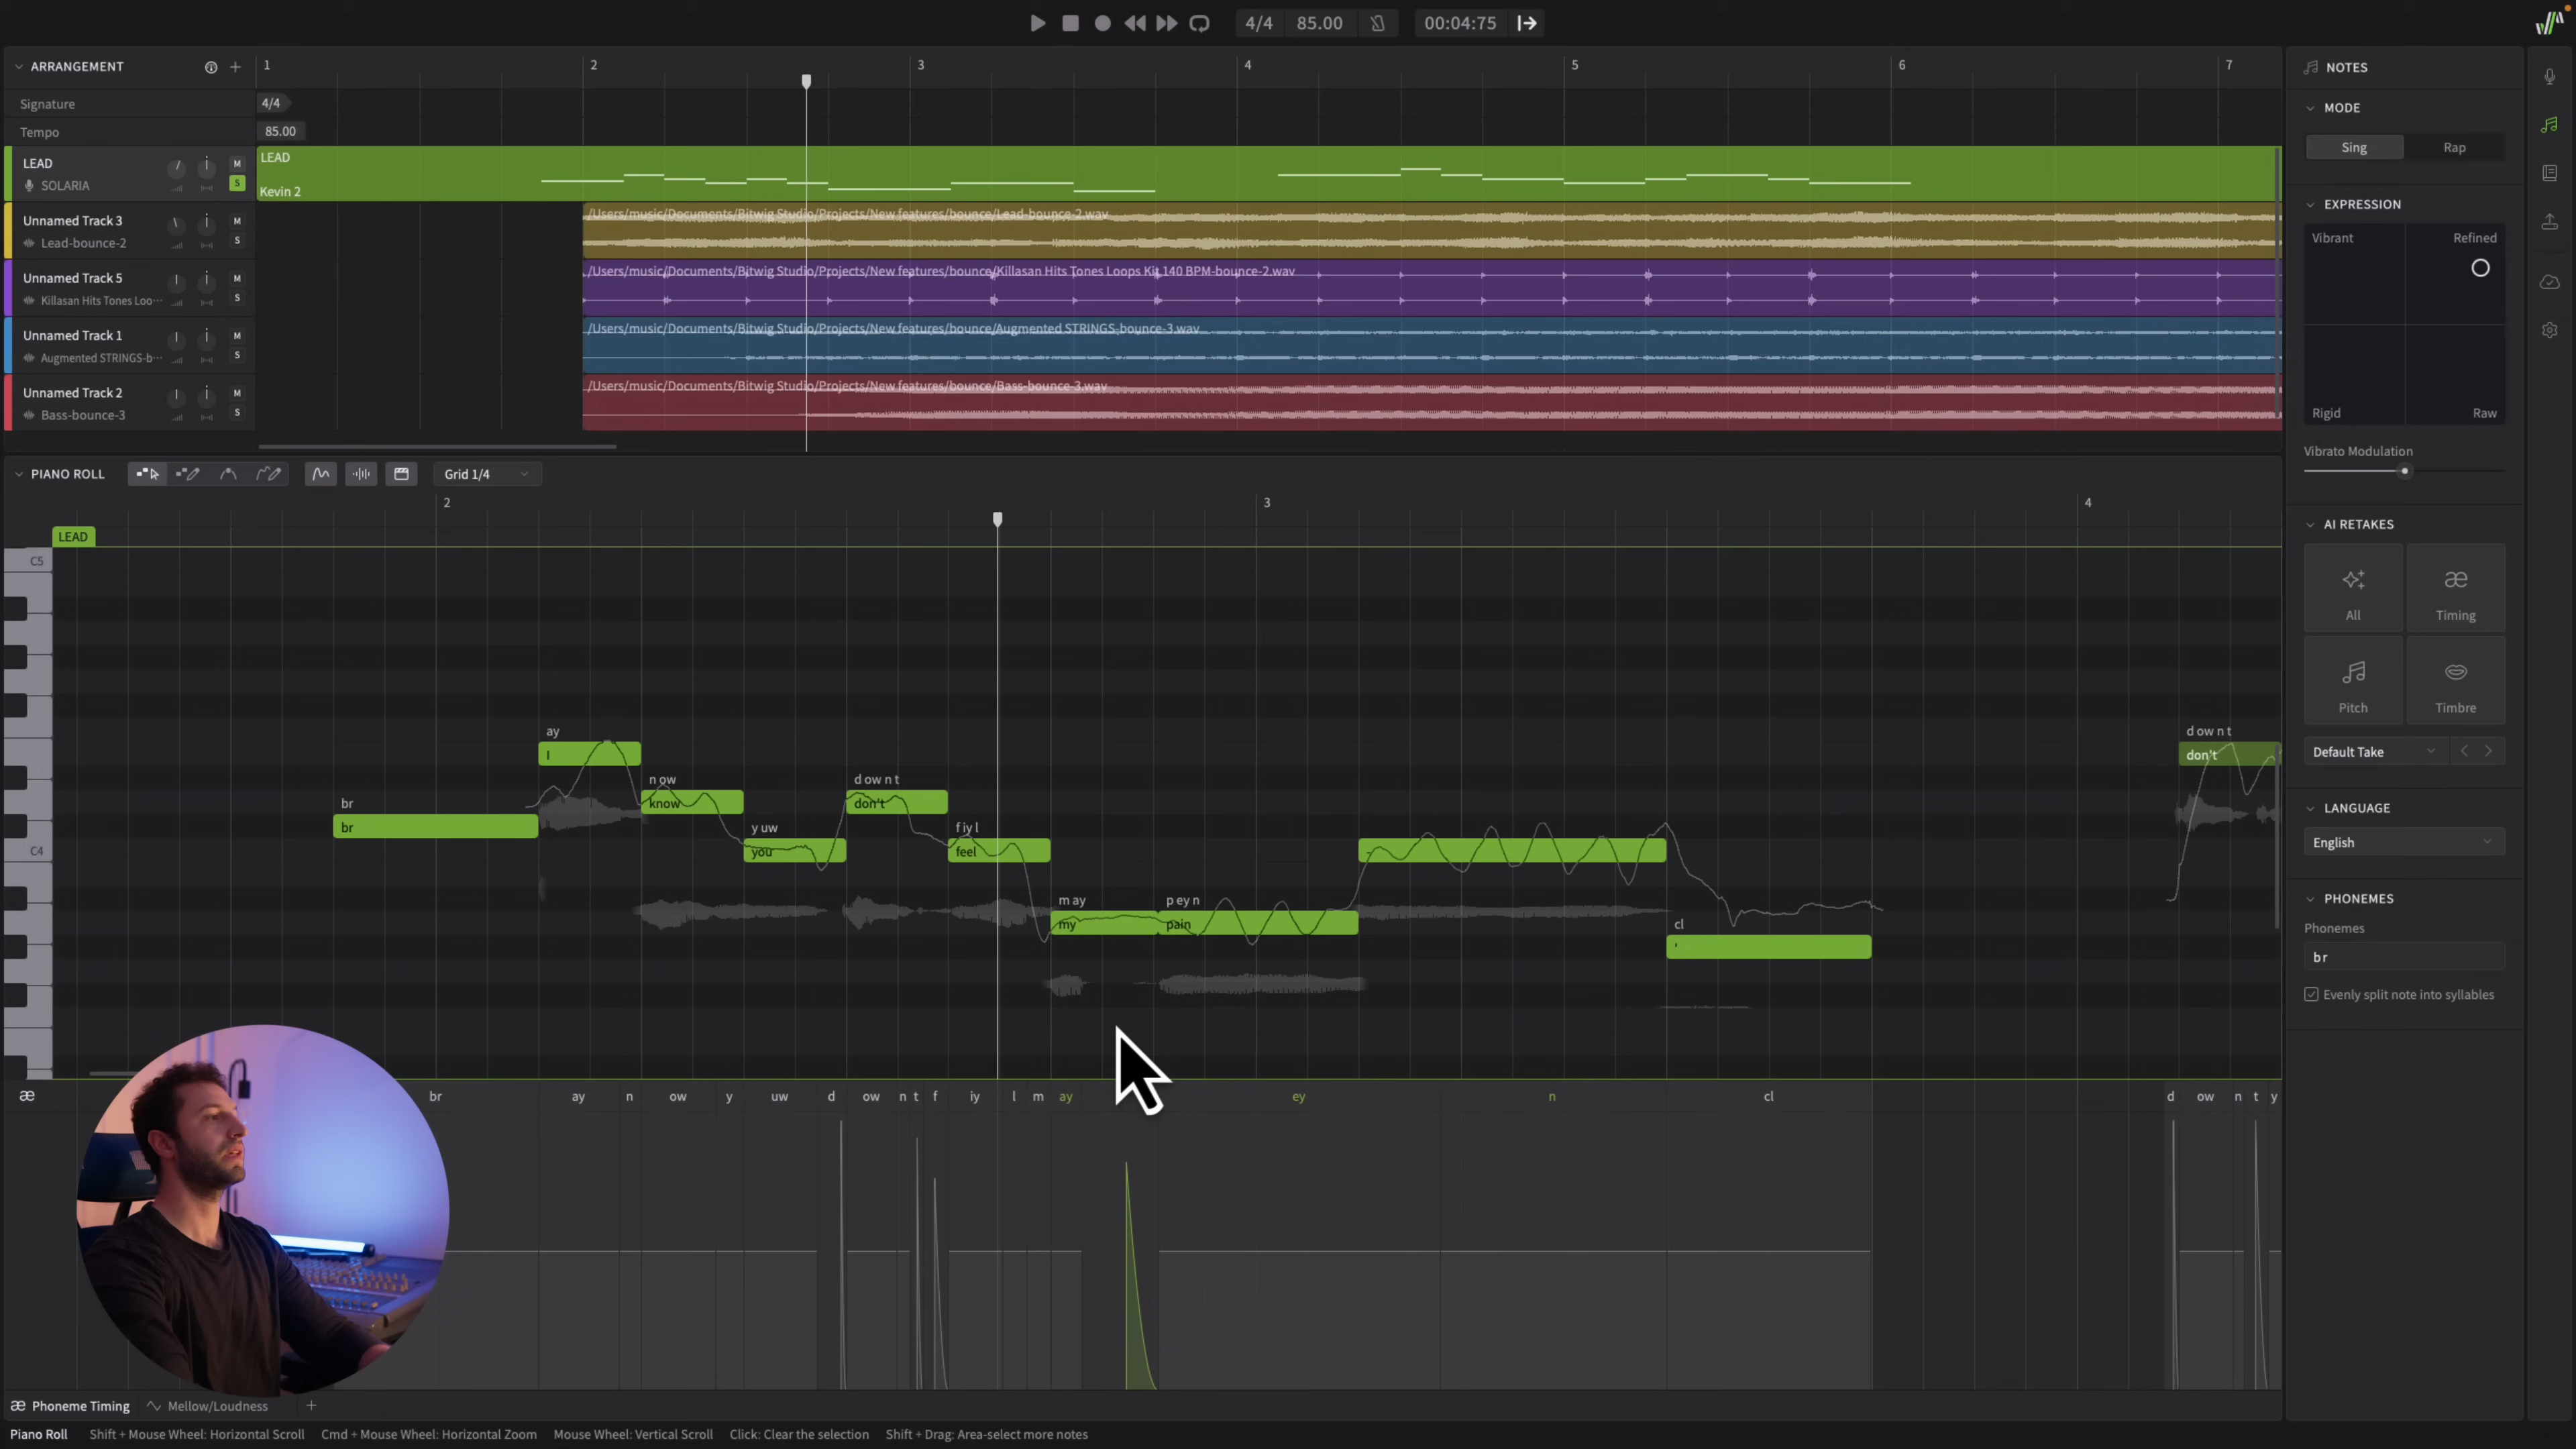 4/4 85.00 00:04:75
ARRANGEMENT
1 2 3 4 5 6 7
Signature 4/4
Tempo 85.00
LEAD M
SOLARIA S
LEAD
Kevin 2
Unnamed Track 3 M
Lead-bounce-2 S
/Users/music/Documents/Bitwig Studio/Projects/New features/bounce/Lead-bounce-2.wav
Unnamed Track 5 M
Killasan Hits Tones Loo··· S
/Users/music/Documents/Bitwig Studio/Projects/New features/bounce/Killasan Hits Tones Loops Kit 140 BPM-bounce-2.wav
Unnamed Track 1 M
Augmented STRINGS-b··· S
/Users/music/Documents/Bitwig Studio/Projects/New features/bounce/Augmented STRINGS-bounce-3.wav
Unnamed Track 2 M
Bass-bounce-3 S
/Users/music/Documents/Bitwig Studio/Projects/New features/bounce/Bass-bounce-3.wav
PIANO ROLL Grid 1/4
2 3 4
LEAD
C5
C4
br
br
ay
I
n ow
know
y uw
you
d ow n t
don't
f iy l
feel
m ay
my
p ey n
pain
-
cl
'
d ow n t
don't
æ br ay n ow y uw d ow n t f iy l m ay ey n cl d ow n t y
æ Phoneme Timing Mellow/Loudness +
Piano Roll Shift + Mouse Wheel: Horizontal Scroll Cmd + Mouse Wheel: Horizontal Zoom Mouse Wheel: Vertical Scroll Click: Clear the selection Shift + Drag: Area-select more notes
NOTES
MODE
Sing Rap
EXPRESSION
Vibrant Refined
Rigid Raw
Vibrato Modulation
AI RETAKES
æ
All Timing
Pitch Timbre
Default Take
LANGUAGE
English
PHONEMES
Phonemes
br
Evenly split note into syllables